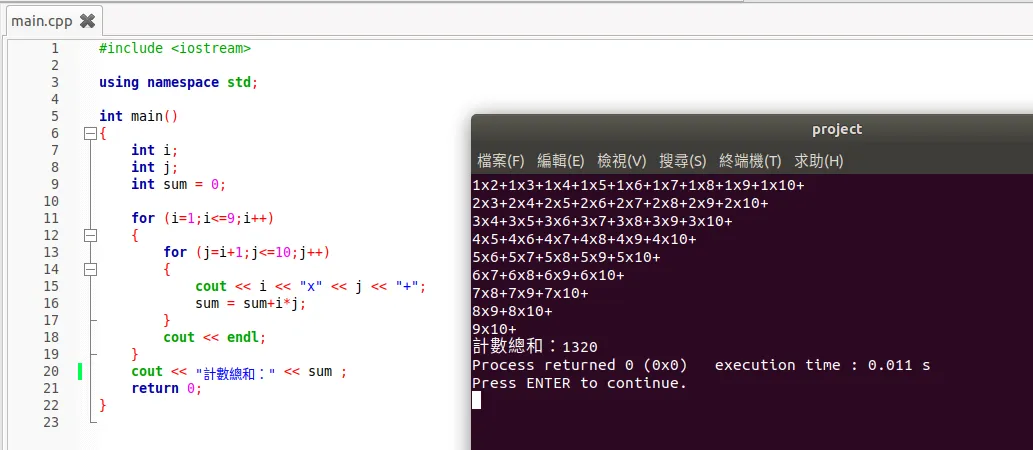 main.cpp
1 #include <iostream>
2
3 using namespace std;
4
5 int main()
6 {
7 int i;
8 int j;
9 int sum = 0;
10
11 for (i=1;i<=9;i++)
12 {
13 for (j=i+1;j<=10;j++)
14 {
15 cout << i << "x" << j << "+";
16 sum = sum+i*j;
17 }
18 cout << endl;
19 }
20 cout << "計數總和：" << sum ;
21 return 0;
22 }
23
project
檔案(F) 編輯(E) 檢視(V) 搜尋(S) 終端機(T) 求助(H)
1x2+1x3+1x4+1x5+1x6+1x7+1x8+1x9+1x10+
2x3+2x4+2x5+2x6+2x7+2x8+2x9+2x10+
3x4+3x5+3x6+3x7+3x8+3x9+3x10+
4x5+4x6+4x7+4x8+4x9+4x10+
5x6+5x7+5x8+5x9+5x10+
6x7+6x8+6x9+6x10+
7x8+7x9+7x10+
8x9+8x10+
9x10+
計數總和：1320
Process returned 0 (0x0) execution time : 0.011 s
Press ENTER to continue.